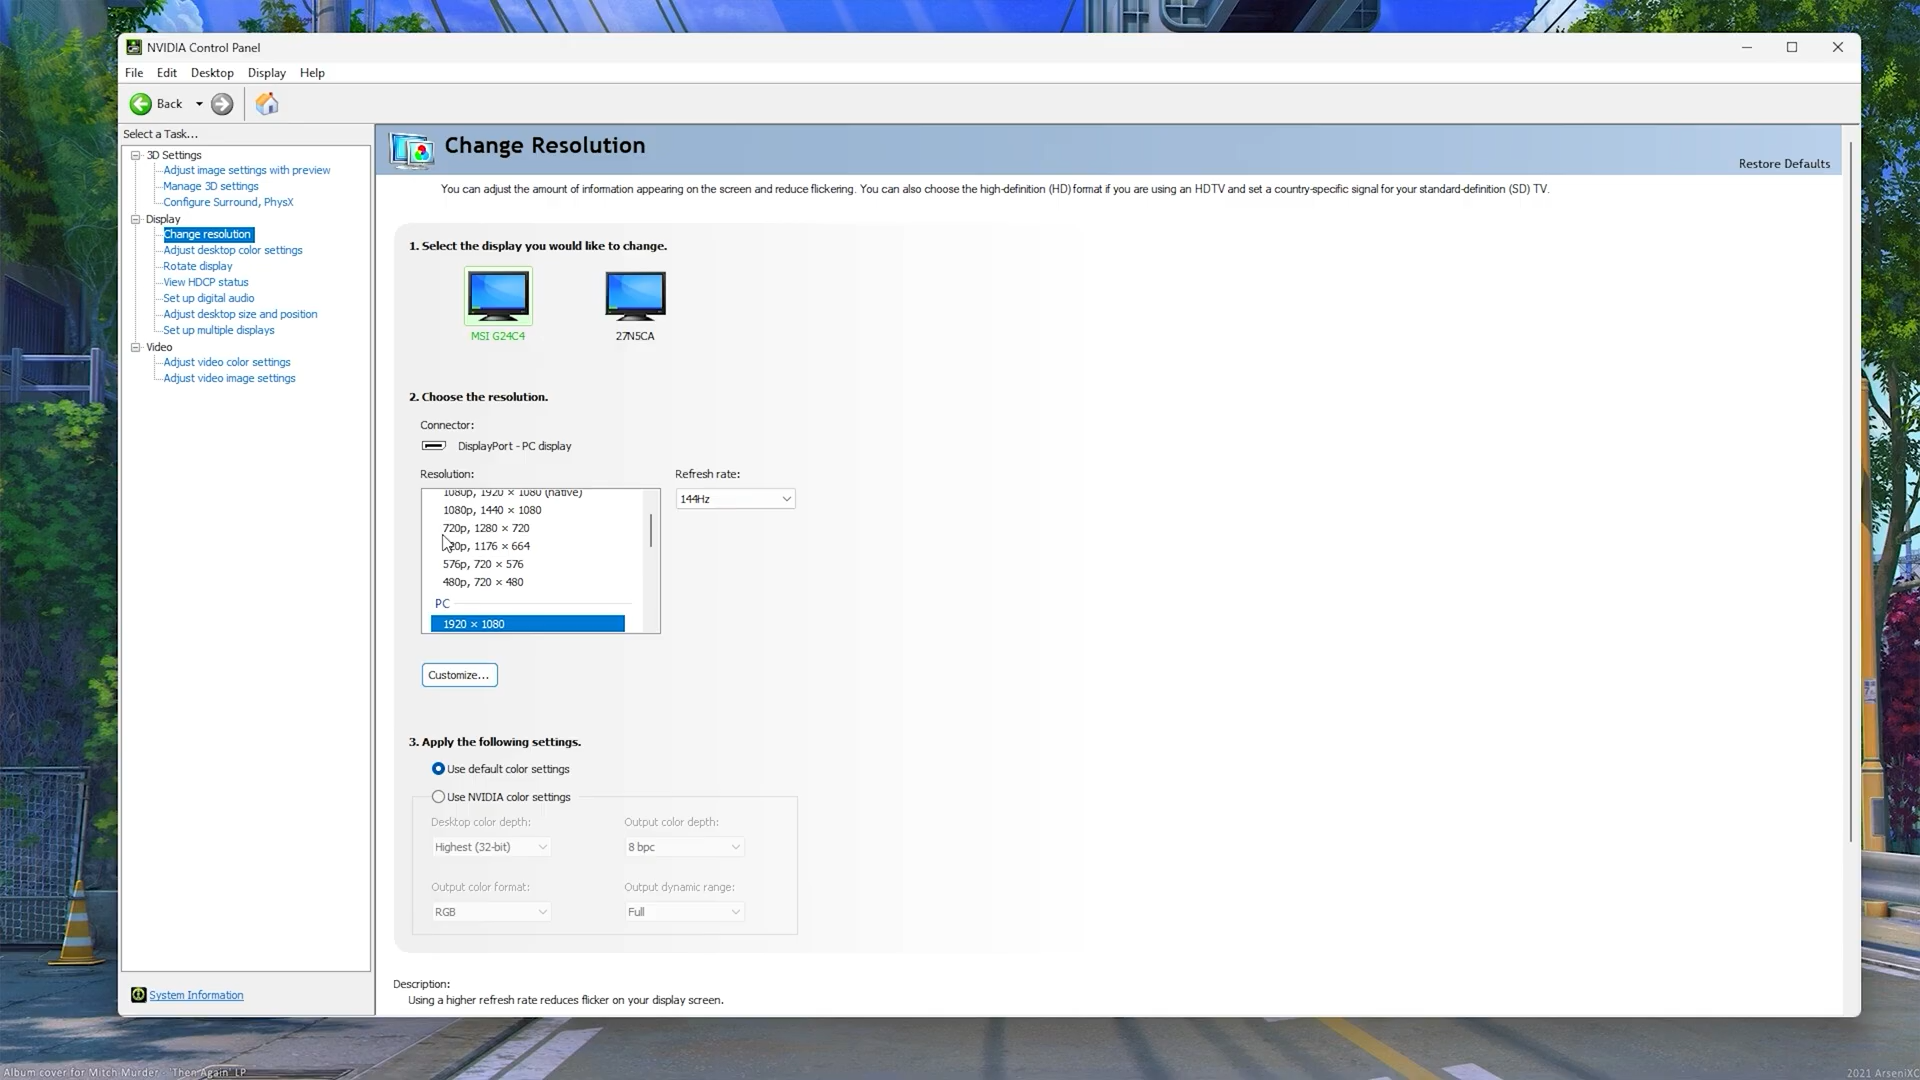 NVIDIA Control Panel
File Edit Desktop Display Help
Back
Select a Task...
3D Settings
Adjust image settings with preview
Manage 3D settings
Configure Surround, PhysX
Display
Change resolution
Adjust desktop color settings
Rotate display
View HDCP status
Set up digital audio
Adjust desktop size and position
Set up multiple displays
Video
Adjust video color settings
Adjust video image settings
System Information
Change Resolution
Restore Defaults
You can adjust the amount of information appearing on the screen and reduce flickering. You can also choose the high-definition (HD) format if you are using an HDTV and set a country-specific signal for your standard-definition (SD) TV.
1. Select the display you would like to change.
MSI G24C4 27N5CA
2. Choose the resolution.
Connector:
DisplayPort - PC display
Resolution: Refresh rate:
144Hz
1080p, 1920 × 1080 (native)
1080p, 1440 × 1080
720p, 1280 × 720
1176 × 664
576p, 720 × 576
480p, 720 × 480
PC
1920 × 1080
Customize...
3. Apply the following settings.
Use default color settings
Use NVIDIA color settings
Desktop color depth: Output color depth:
Highest (32-bit) 8 bpc
Output color format: Output dynamic range:
RGB Full
Description:
Using a higher refresh rate reduces flicker on your display screen.
Album cover for Mitch Murder - 'Then Again' LP
2021 ArseniXC